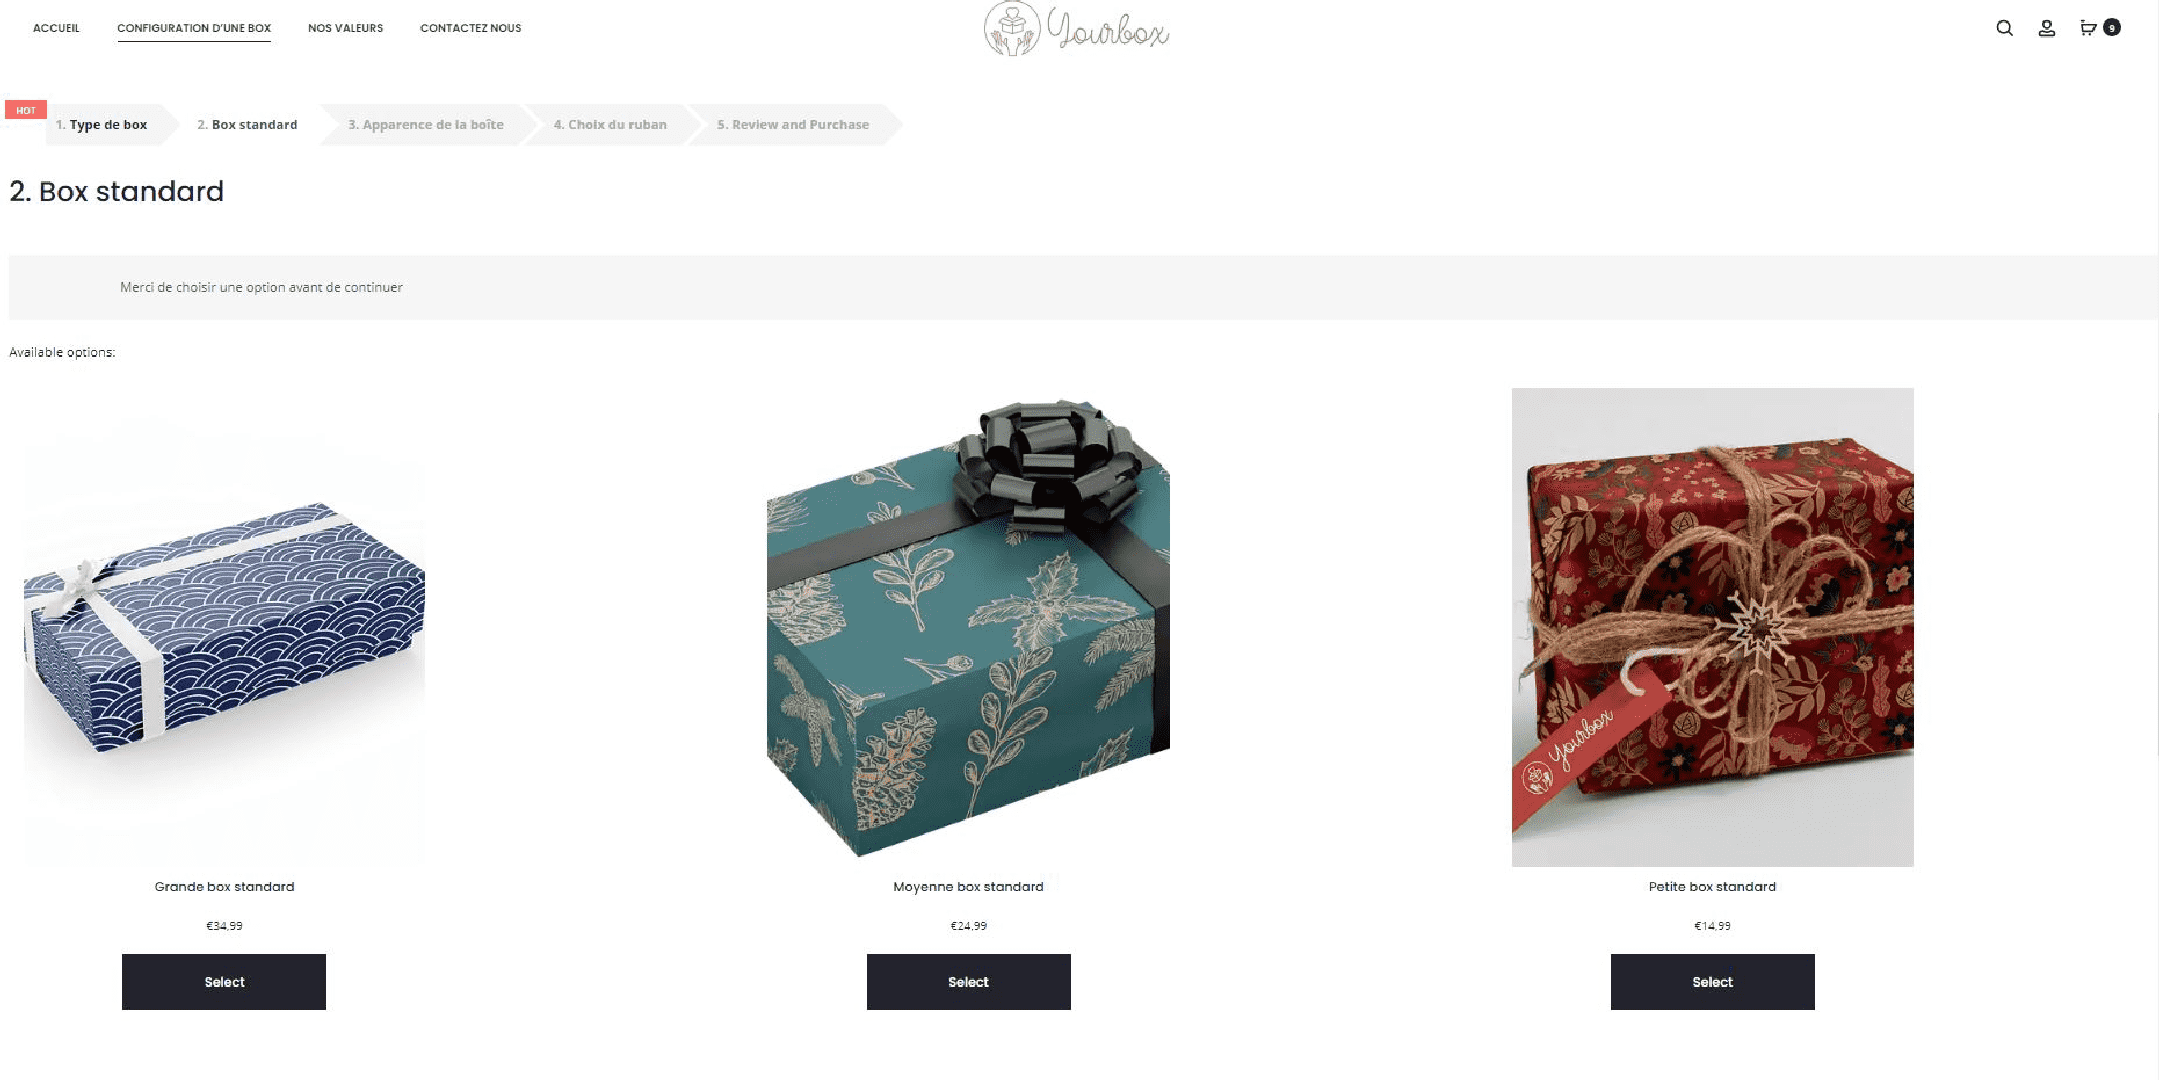 ACCUEIL
CONFIGURATION D'UNE BOX
NOS VALEURS
CONTACTEZ NOUS
Yourbox
9
HOT
1. Type de box
2. Box standard
3. Apparence de la boîte
4. Choix du ruban
5. Review and Purchase
2. Box standard
Merci de choisir une option avant de continuer
Available options:
Yourbox
Grande box standard
Moyenne box standard
Petite box standard
€34,99
€24,99
€14,99
Select
Select
Select